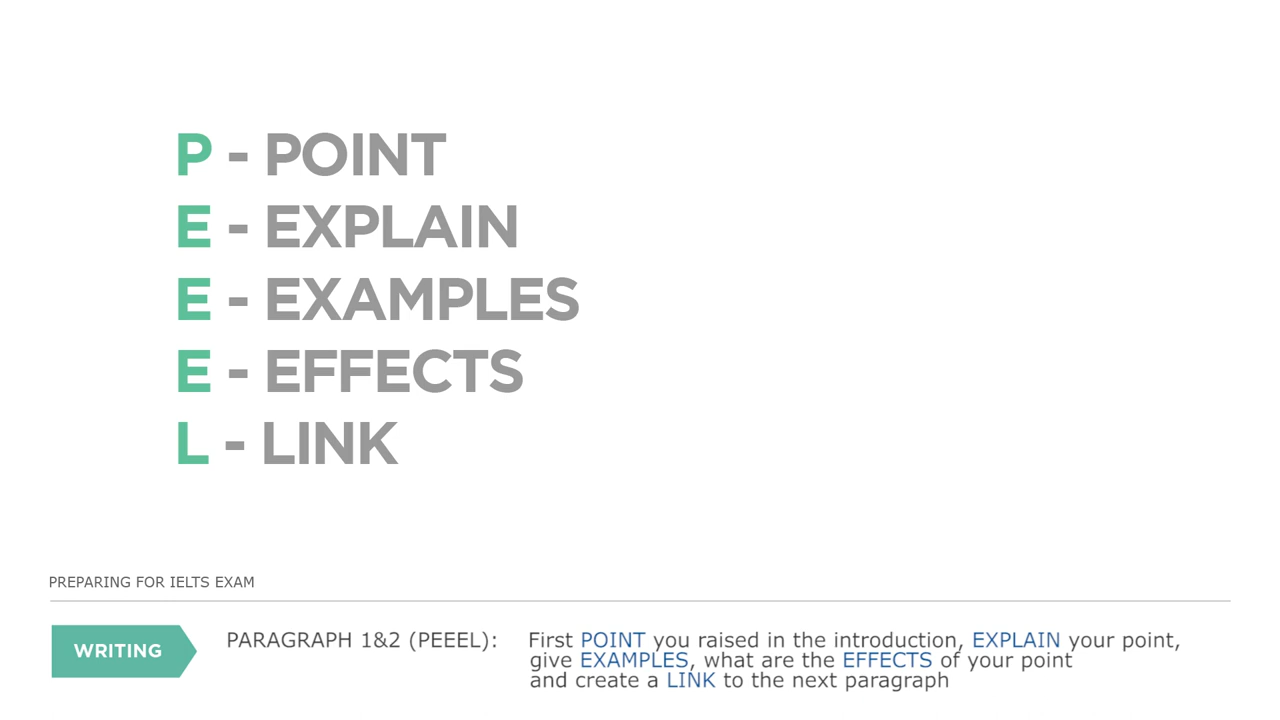 P - POINT
E - EXPLAIN
E - EXAMPLES
E - EFFECTS
L - LINK
PREPARING FOR IELTS EXAM
WRITING
PARAGRAPH 1&2 (PEEEL): First POINT you raised in the introduction, EXPLAIN your point,
give EXAMPLES, what are the EFFECTS of your point
and create a LINK to the next paragraph